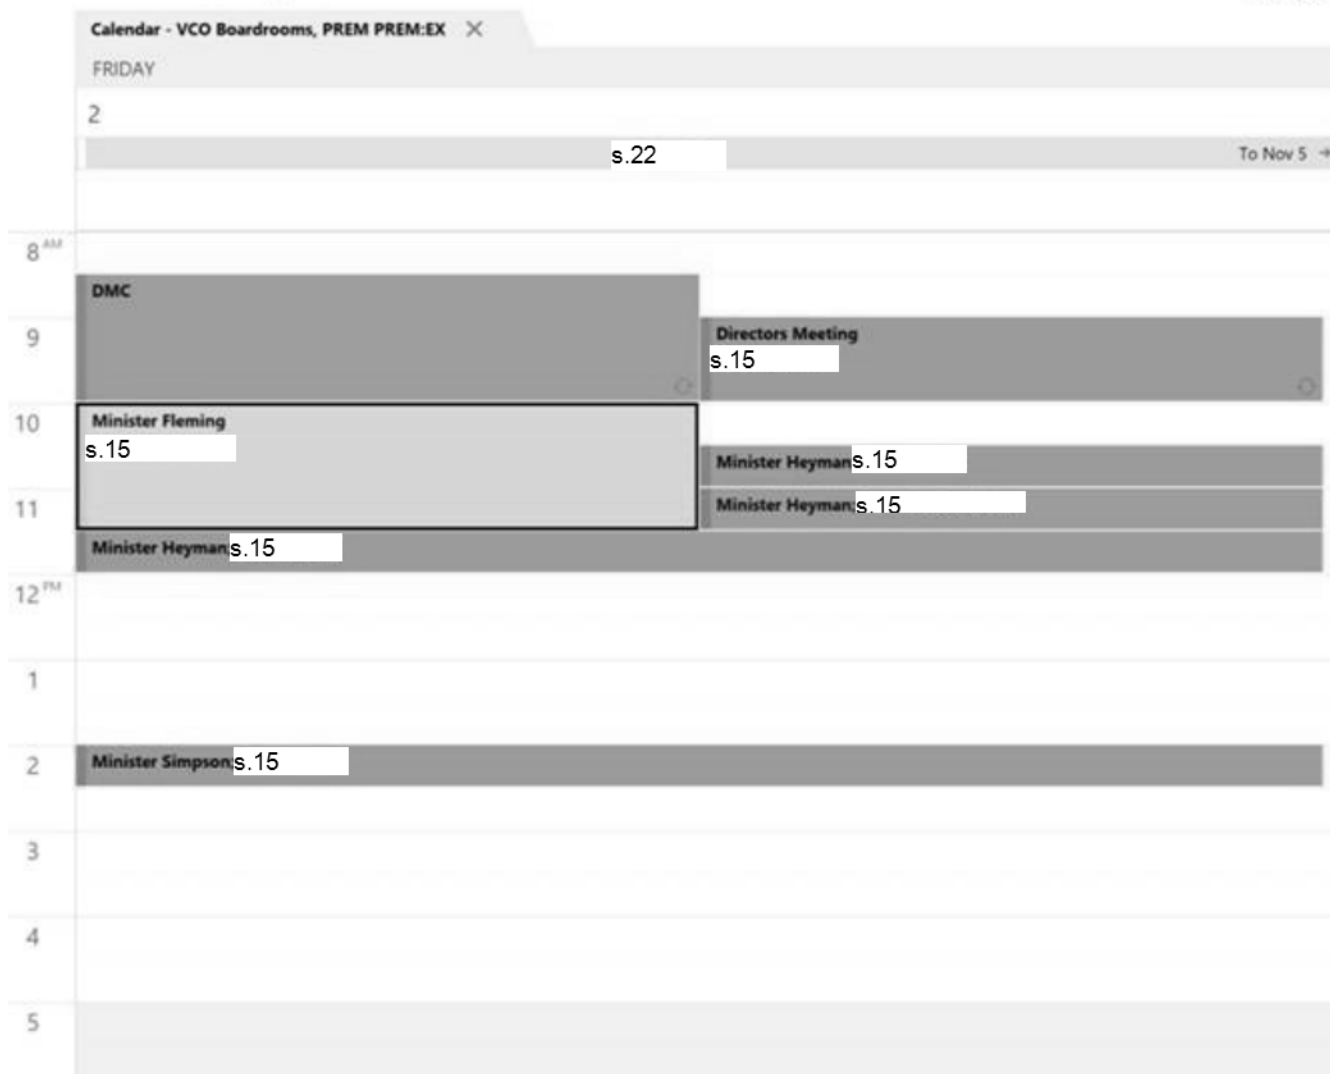 Calendar - VCO Boardrooms, PREM PREM:EX ✕
FRIDAY
2
s.22 To Nov 5 →
8 AM
DMC
9
Directors Meeting
s.15
10
Minister Fleming
s.15
Minister Heyman s.15
11
Minister Heyman; s.15
Minister Heyman; s.15
12 PM
1
2
Minister Simpson; s.15
3
4
5